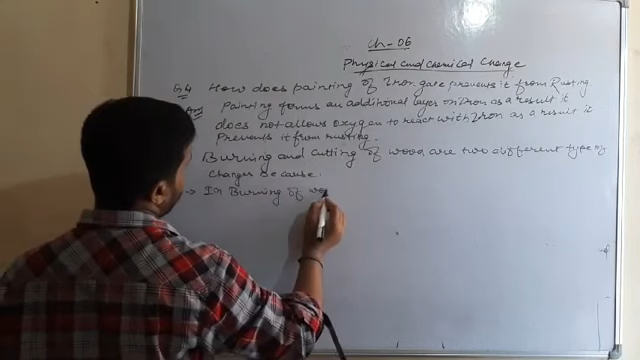 Ch-06
Physical and chemical Change
Q.4 How does painting of Iron gate prevents it from Rusting
Ans Painting forms an additional layer on Iron as a result it
does not allows oxygen to react with Iron as a result it
Prevents it from rusting.
Burning and cutting of wood are two different type of
changes because.
→ In Burning of wo